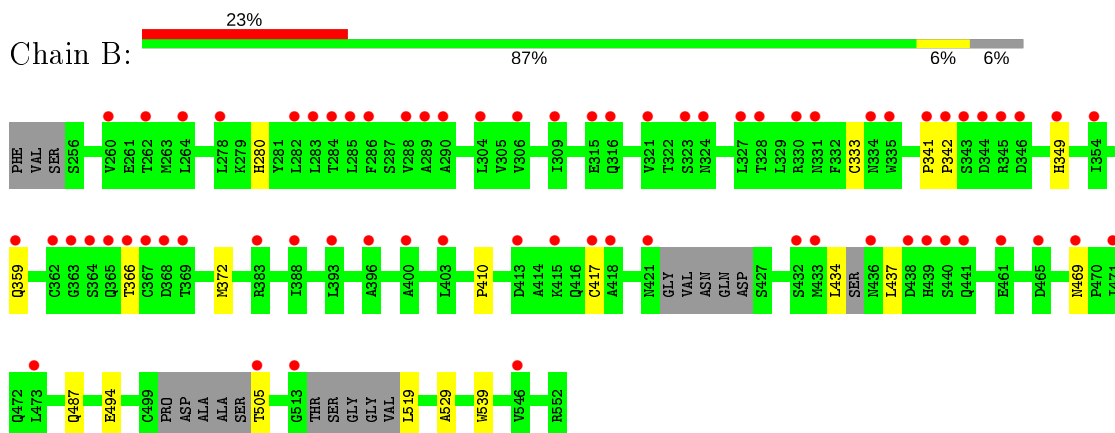 23%
Chain B:
87%
6%
6%
PHE VAL SER S256 V260 E261 T262 M263 L264 L278 K279 H280 Y281 L282 L283 T284 L285 F286 S287 V288 A289 A290 L304 V305 V306 I309 E315 Q316 V321 T322 S323 N324 L327 T328 L329 R330 N331 F332 C333 N334 W335 P341 P342 S343 D344 R345 D346 H349 I354
Q359 C362 G363 S364 Q365 T366 C367 D368 T369 M372 R383 I388 L393 A396 A400 L403 P410 D413 A414 K415 Q416 C417 A418 N421 GLY VAL ASN GLN ASP S427 S432 M433 L434 SER N436 L437 D438 H439 S440 Q441 E461 D465 N469 P470 I471
Q472 L473 Q487 E494 C499 PRO ASP ALA ALA SER T505 G513 THR SER GLY GLY VAL L519 A529 W539 V546 R552